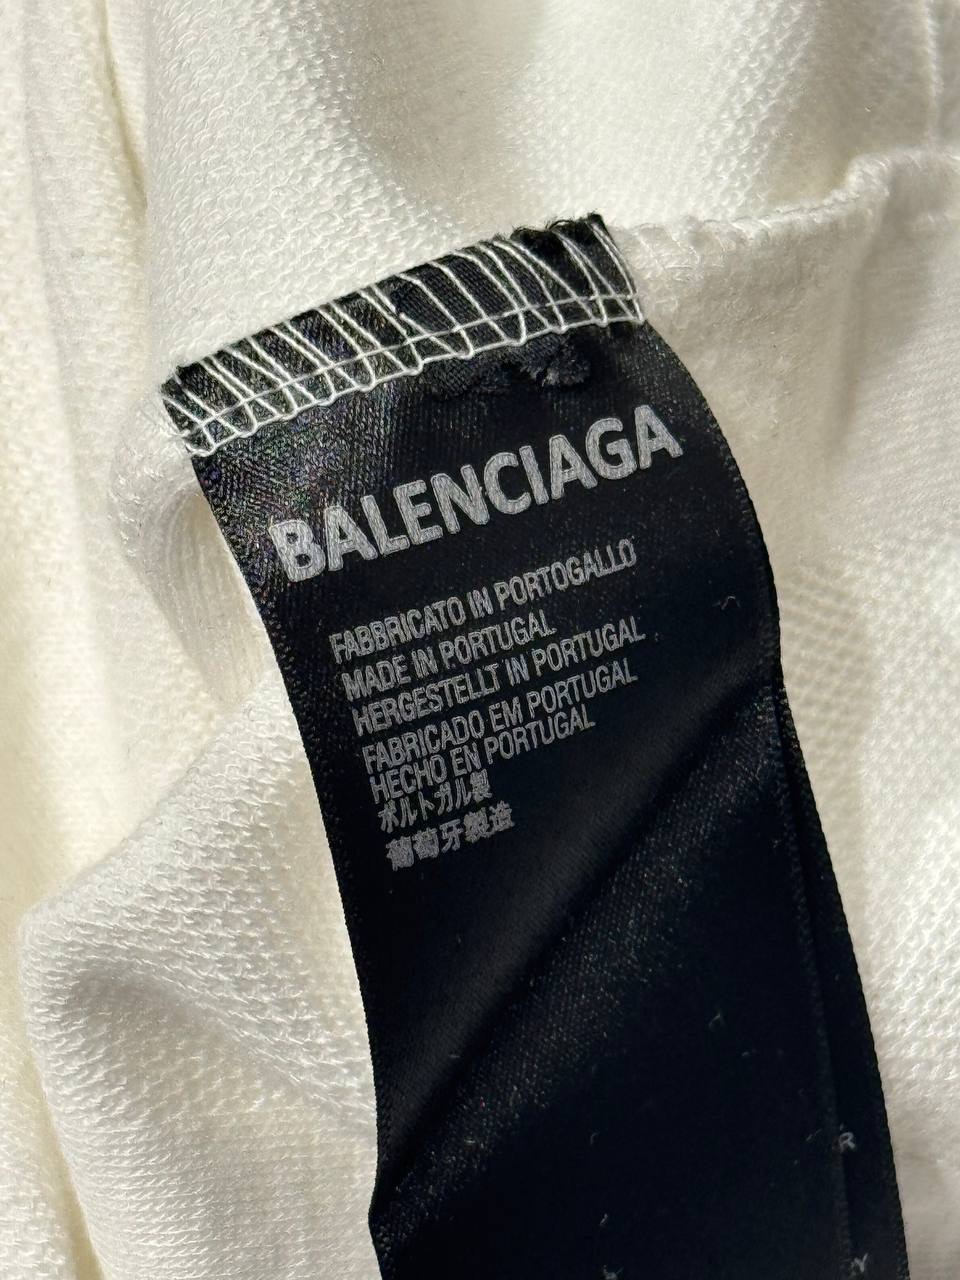 BALENCIAGA
FABBRICATO IN PORTOGALLO
MADE IN PORTUGAL
HERGESTELLT IN PORTUGAL
FABRICADO EM PORTUGAL
HECHO EN PORTUGAL
ポルトガル製
葡萄牙製造
R